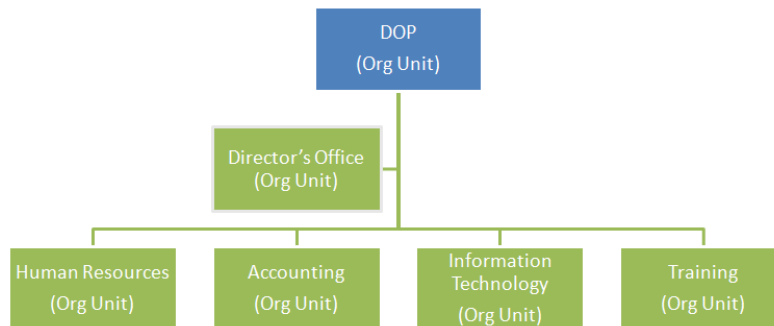 DOP
(Org Unit)
Director’s Office
(Org Unit)
Human Resources
(Org Unit)
Accounting
(Org Unit)
Information
Technology
(Org Unit)
Training
(Org Unit)